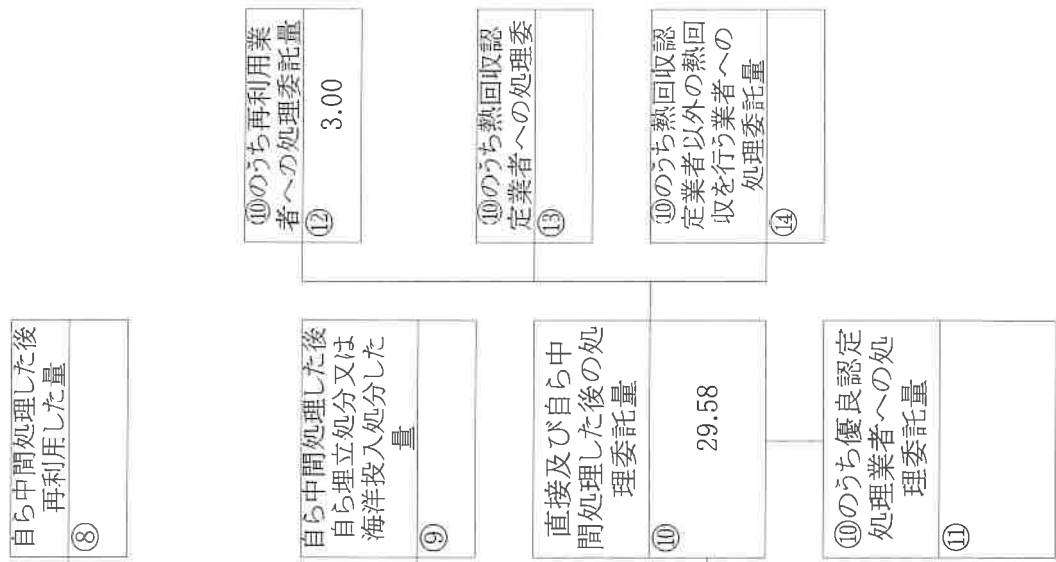 自ら中間処理した後
再利用した量
⑧
自ら中間処理した後
自ら埋立処分又は
海洋投入処分した
量
⑨
直接及び自ら中
間処理した後の処
理委託量
⑩
29.58
⑩のうち優良認定
処理業者への処
理委託量
⑪
⑩のうち再利用業
者への処理委託量
⑫
3.00
⑩のうち熱回収認
定業者への処理委
⑬
⑩のうち熱回収認
定業者以外の熱回
収を行う業者への
処理委託量
⑭